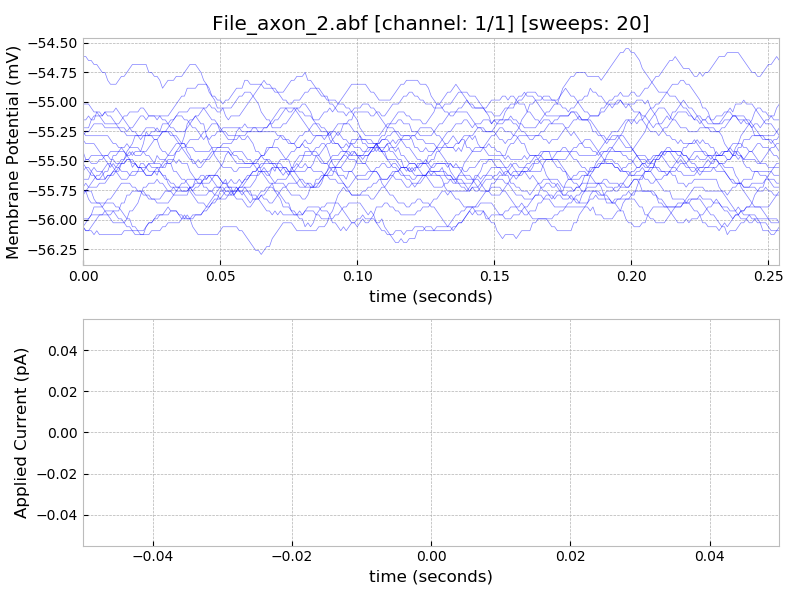 File_axon_2.abf [channel: 1/1] [sweeps: 20]
Membrane Potential (mV)
−54.50
−54.75
−55.00
−55.25
−55.50
−55.75
−56.00
−56.25
0.00 0.05 0.10 0.15 0.20 0.25
time (seconds)
Applied Current (pA)
0.04
0.02
0.00
−0.02
−0.04
−0.04 −0.02 0.00 0.02 0.04
time (seconds)